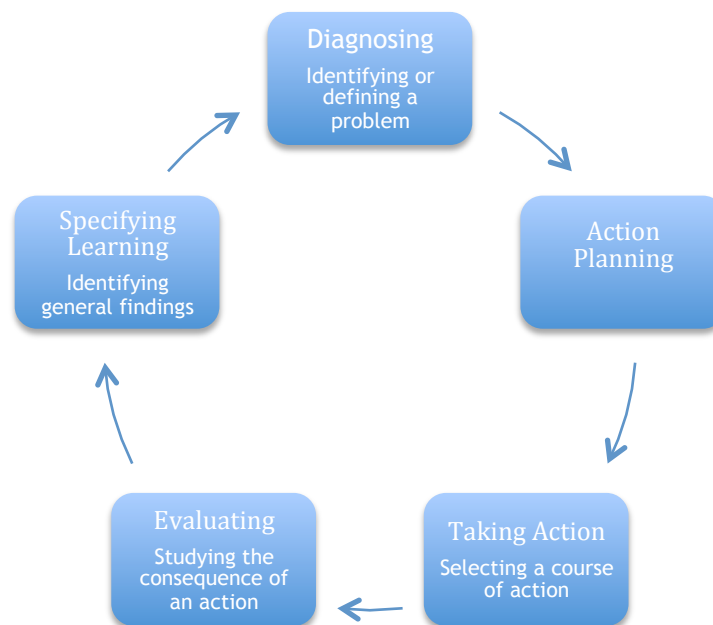 Diagnosing
Identifying or
defining a
problem
Action
Planning
Taking Action
Selecting a course
of action
Evaluating
Studying the
consequence of
an action
Specifying
Learning
Identifying
general findings